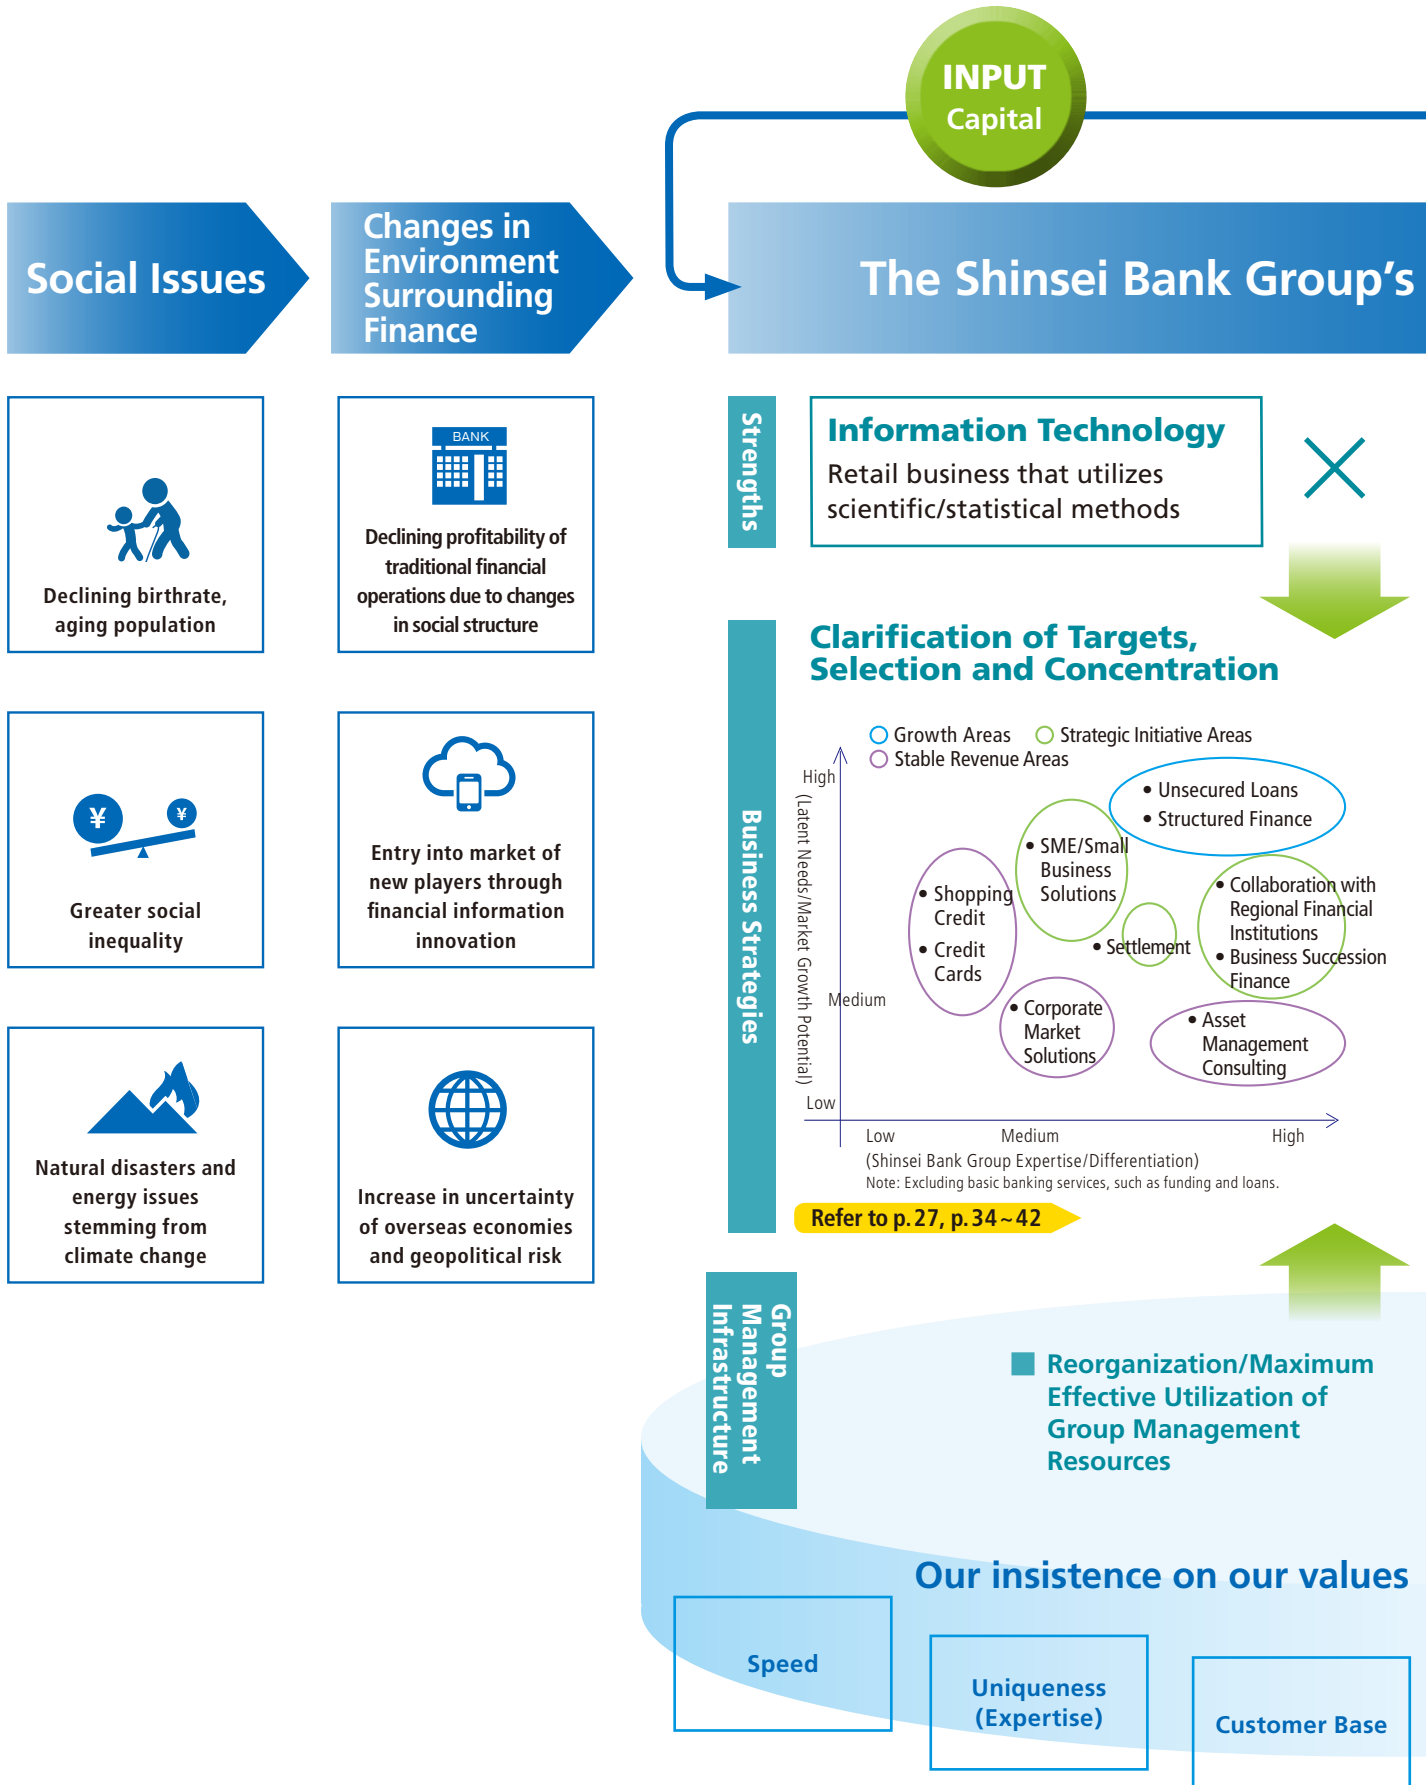 INPUT
Capital
Social Issues
Changes in
Environment
Surrounding
Finance
The Shinsei Bank Group's
Declining birthrate,
aging population
Greater social
inequality
Natural disasters and
energy issues
stemming from
climate change
BANK
Declining profitability of
traditional financial
operations due to changes
in social structure
Entry into market of
new players through
financial information
innovation
Increase in uncertainty
of overseas economies
and geopolitical risk
Strengths
Information Technology
Retail business that utilizes
scientific/statistical methods
Business Strategies
Clarification of Targets,
Selection and Concentration
Growth Areas
Strategic Initiative Areas
Stable Revenue Areas
High
(Latent Needs/Market Growth Potential)
Medium
Low
• Unsecured Loans
• Structured Finance
• SME/Small
Business
Solutions
• Shopping
Credit
• Credit
Cards
• Settlement
• Collaboration with
Regional Financial
Institutions
• Business Succession
Finance
• Corporate
Market
Solutions
• Asset
Management
Consulting
Low
Medium
High
(Shinsei Bank Group Expertise/Differentiation)
Note: Excluding basic banking services, such as funding and loans.
Refer to p. 27, p. 34~42
Group
Management
Infrastructure
Reorganization/Maximum
Effective Utilization of
Group Management
Resources
Our insistence on our values
Speed
Uniqueness
(Expertise)
Customer Base